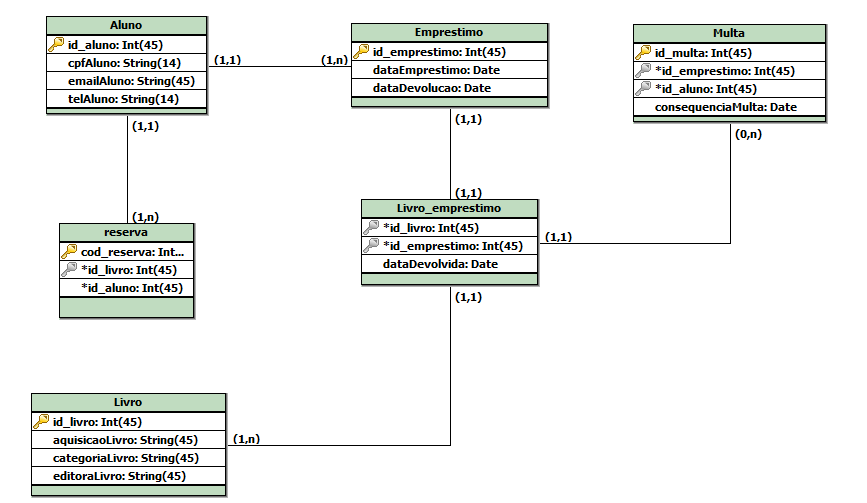 Aluno
id_aluno: Int(45)
cpfAluno: String(14)
emailAluno: String(45)
telAluno: String(14)
(1,1)
(1,n)
Emprestimo
id_emprestimo: Int(45)
dataEmprestimo: Date
dataDevolucao: Date
Multa
id_multa: Int(45)
*id_emprestimo: Int(45)
*id_aluno: Int(45)
consequenciaMulta: Date
(1,1)
(1,1)
(0,n)
(1,n)
reserva
cod_reserva: Int...
*id_livro: Int(45)
*id_aluno: Int(45)
(1,1)
Livro_emprestimo
*id_livro: Int(45)
*id_emprestimo: Int(45)
dataDevolvida: Date
(1,1)
(1,1)
Livro
id_livro: Int(45)
aquisicaoLivro: String(45)
categoriaLivro: String(45)
editoraLivro: String(45)
(1,n)